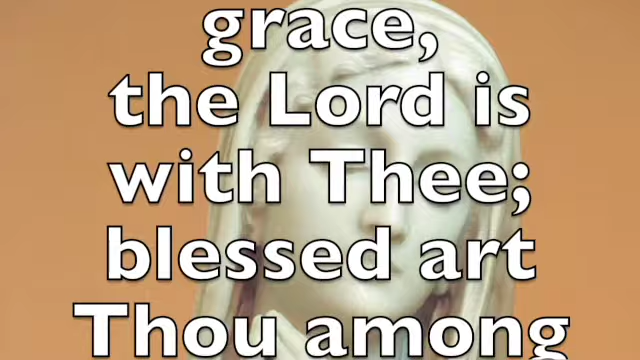 grace,
the Lord is
with Thee;
blessed art
Thou among